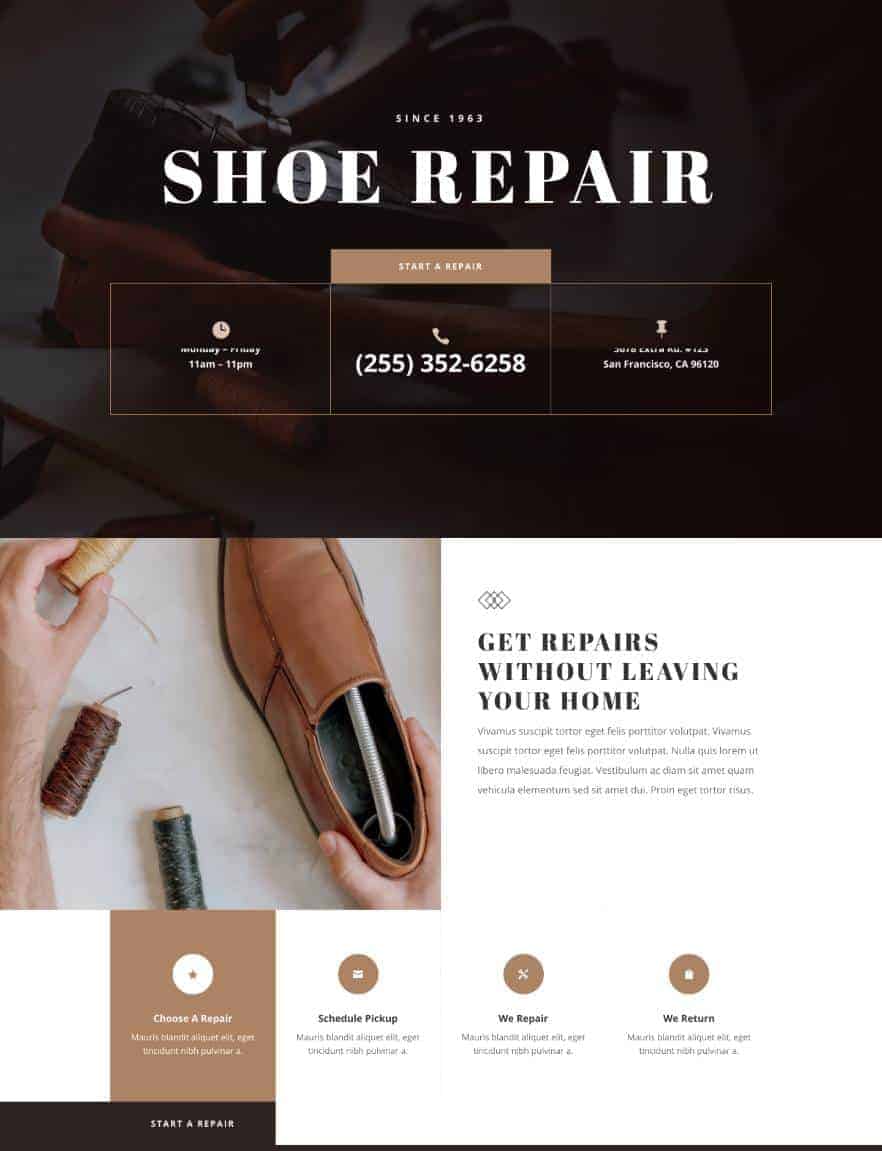 SINCE 1963
SHOE REPAIR
START A REPAIR
Monday – Friday
11am – 11pm
(255) 352-6258
San Francisco, CA 96120
GET REPAIRS
WITHOUT LEAVING
YOUR HOME
Vivamus suscipit tortor eget felis porttitor volutpat. Vivamus
suscipit tortor eget felis porttitor volutpat. Nulla quis lorem ut
libero malesuada feugiat. Vestibulum ac diam sit amet quam
vehicula elementum sed sit amet dui. Proin eget tortor risus.
Choose A Repair
Mauris blandit aliquet elit, eget
tincidunt nibh pulvinar a.
Schedule Pickup
Mauris blandit aliquet elit, eget
tincidunt nibh pulvinar a.
We Repair
Mauris blandit aliquet elit, eget
tincidunt nibh pulvinar a.
We Return
Mauris blandit aliquet elit, eget
tincidunt nibh pulvinar a.
START A REPAIR